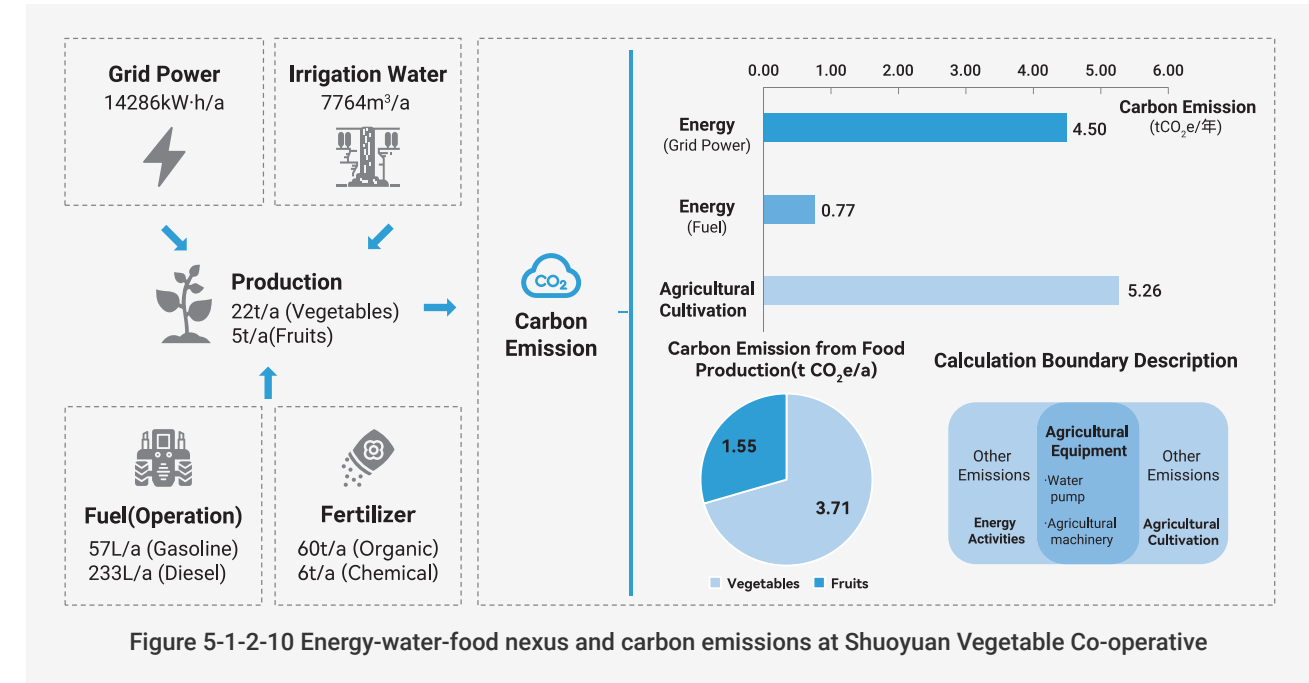 Grid Power
14286kW·h/a
Irrigation Water
7764m³/a
Production
22t/a (Vegetables)
5t/a(Fruits)
Fuel(Operation)
57L/a (Gasoline)
233L/a (Diesel)
Fertilizer
60t/a (Organic)
6t/a (Chemical)
CO₂
Carbon
Emission
0.00 1.00 2.00 3.00 4.00 5.00 6.00
Carbon Emission
(tCO₂e/年)
Energy
(Grid Power)
4.50
Energy
(Fuel)
0.77
Agricultural
Cultivation
5.26
Carbon Emission from Food
Production(t CO₂e/a)
1.55
3.71
Vegetables Fruits
Calculation Boundary Description
Other
Emissions
Energy
Activities
Agricultural
Equipment
·Water
pump
·Agricultural
machinery
Other
Emissions
Agricultural
Cultivation
Figure 5-1-2-10 Energy-water-food nexus and carbon emissions at Shuoyuan Vegetable Co-operative